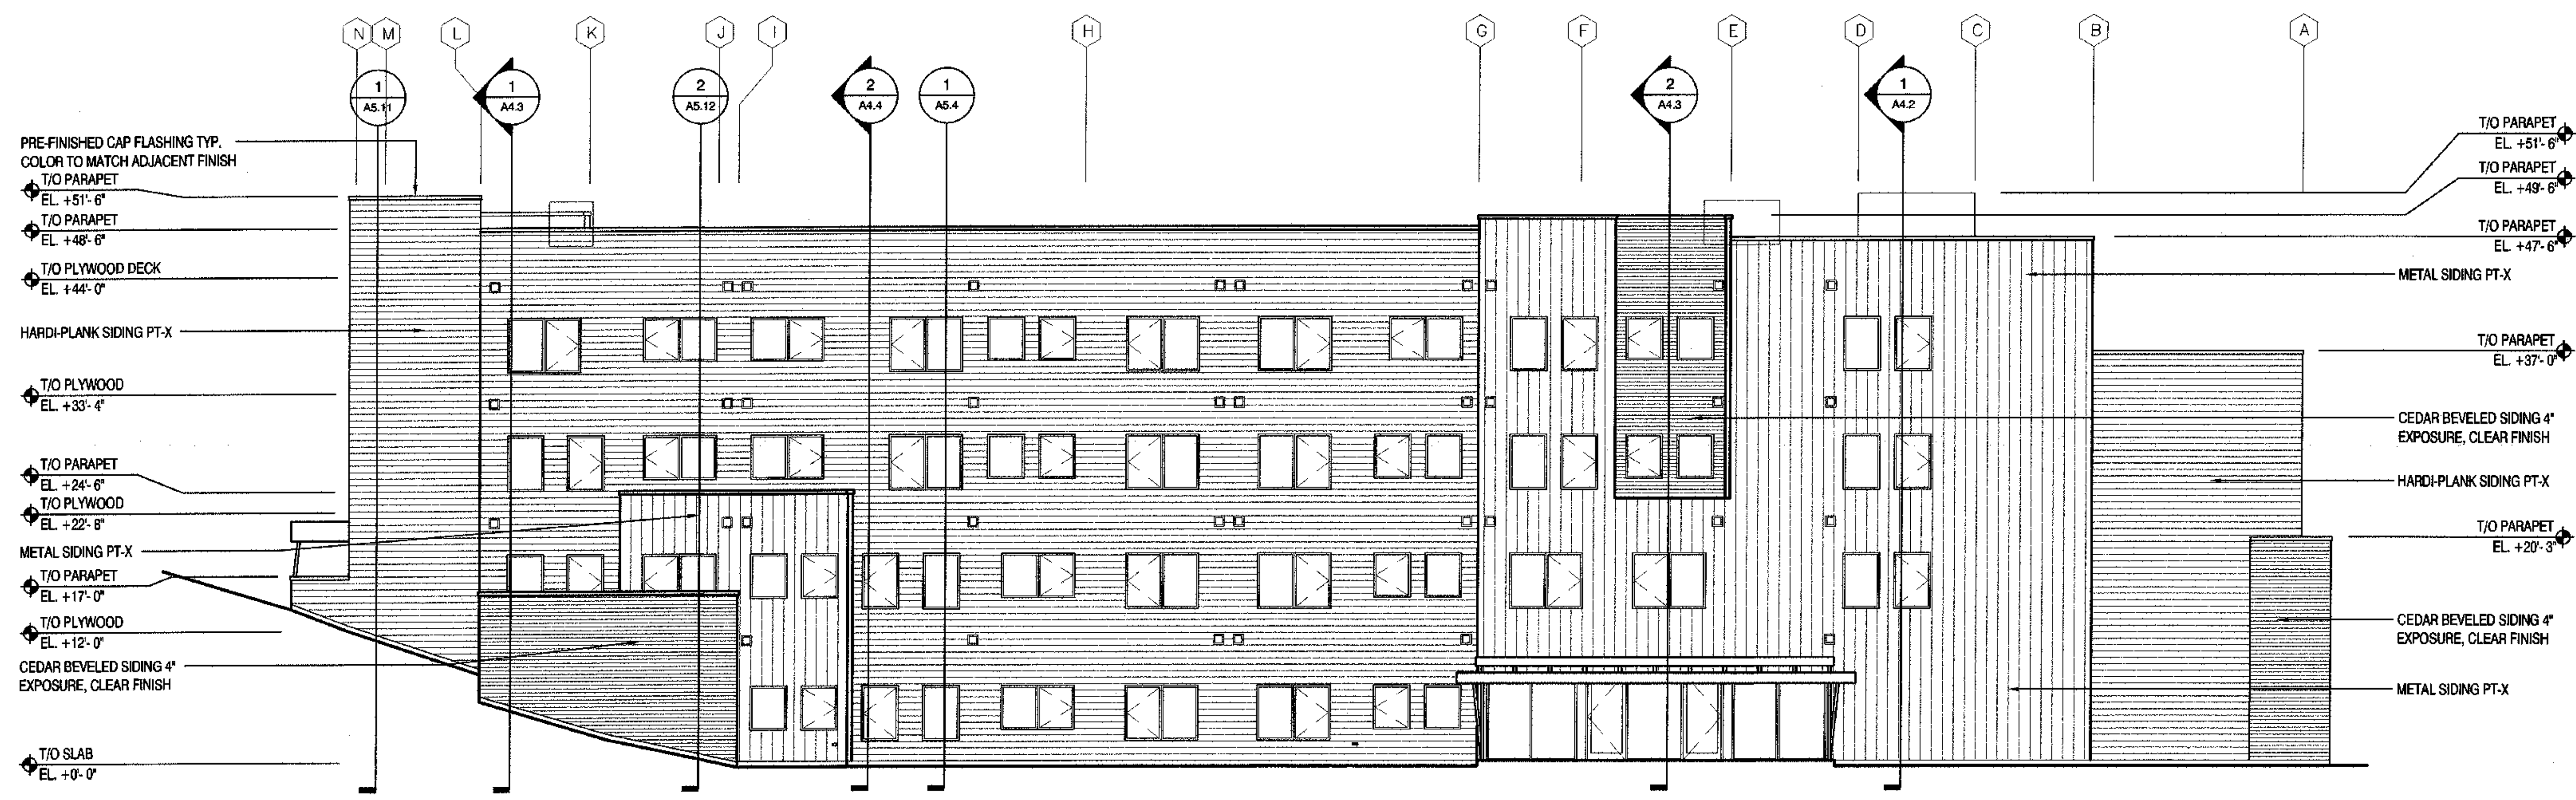 N
M
L
K
J
I
H
G
F
E
D
C
B
A
1
A5.11
1
A4.3
2
A5.12
2
A4.4
1
A5.4
2
A4.3
1
A4.2
PRE-FINISHED CAP FLASHING TYP.
COLOR TO MATCH ADJACENT FINISH
T/O PARAPET
EL. +51'- 6"
T/O PARAPET
EL. +48'- 6"
T/O PLYWOOD DECK
EL. +44'- 0"
HARDI-PLANK SIDING PT-X
T/O PLYWOOD
EL. +33'- 4"
T/O PARAPET
EL. +24'- 6"
T/O PLYWOOD
EL. +22'- 8"
METAL SIDING PT-X
T/O PARAPET
EL. +17'- 0"
T/O PLYWOOD
EL. +12'- 0"
CEDAR BEVELED SIDING 4"
EXPOSURE, CLEAR FINISH
T/O SLAB
EL. +0'- 0"
T/O PARAPET
EL. +51'- 6"
T/O PARAPET
EL. +49'- 6"
T/O PARAPET
EL. +47'- 6"
METAL SIDING PT-X
T/O PARAPET
EL. +37'- 0"
CEDAR BEVELED SIDING 4"
EXPOSURE, CLEAR FINISH
HARDI-PLANK SIDING PT-X
T/O PARAPET
EL. +20'- 3"
CEDAR BEVELED SIDING 4"
EXPOSURE, CLEAR FINISH
METAL SIDING PT-X